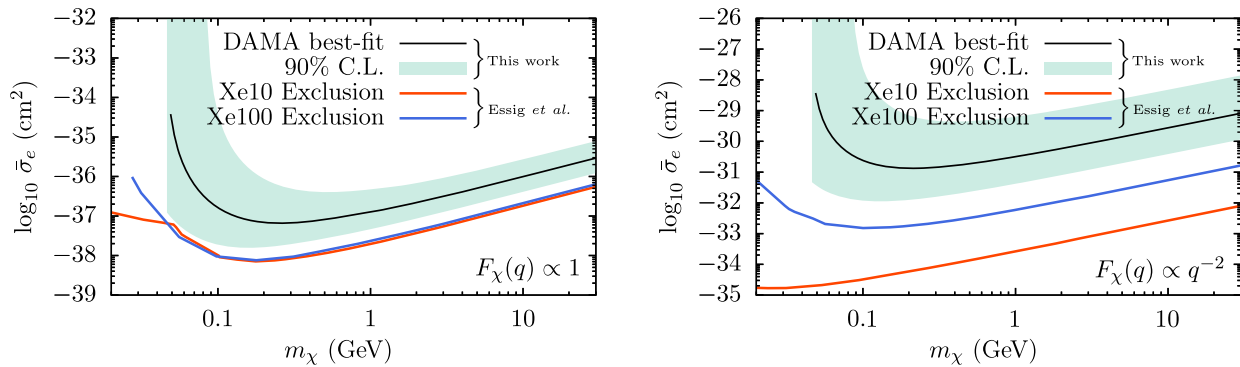 −32
−33
−34
−35
−36
−37
−38
−39
log₁₀ σ̄ₑ (cm²)
DAMA best-fit
90% C.L.
This work
Xe10 Exclusion
Xe100 Exclusion
Essig et al.
Fχ(q) ∝ 1
0.1 1 10
mχ (GeV)
−26
−27
−28
−29
−30
−31
−32
−33
−34
−35
log₁₀ σ̄ₑ (cm²)
DAMA best-fit
90% C.L.
This work
Xe10 Exclusion
Xe100 Exclusion
Essig et al.
Fχ(q) ∝ q⁻²
0.1 1 10
mχ (GeV)